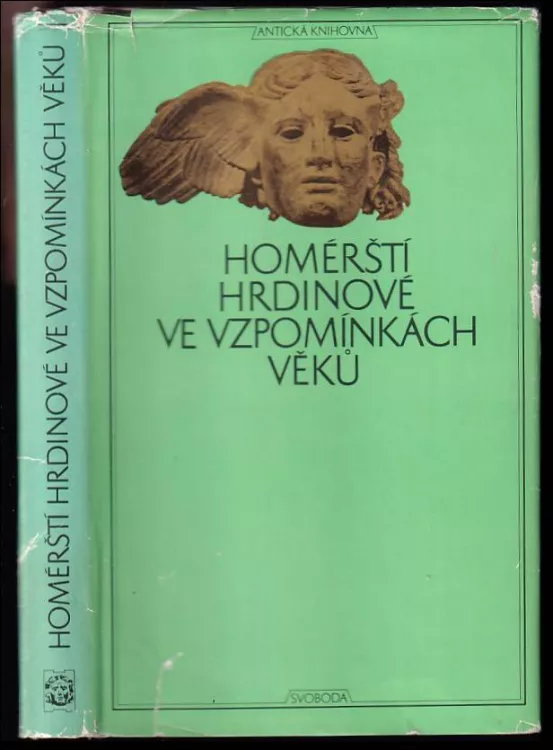 HOMÉRŠTÍ HRDINOVÉ VE VZPOMÍNKÁCH VĚKŮ
ANTICKÁ KNIHOVNA
HOMÉRŠTÍ
HRDINOVÉ
VE VZPOMÍNKÁCH
VĚKŮ
SVOBODA